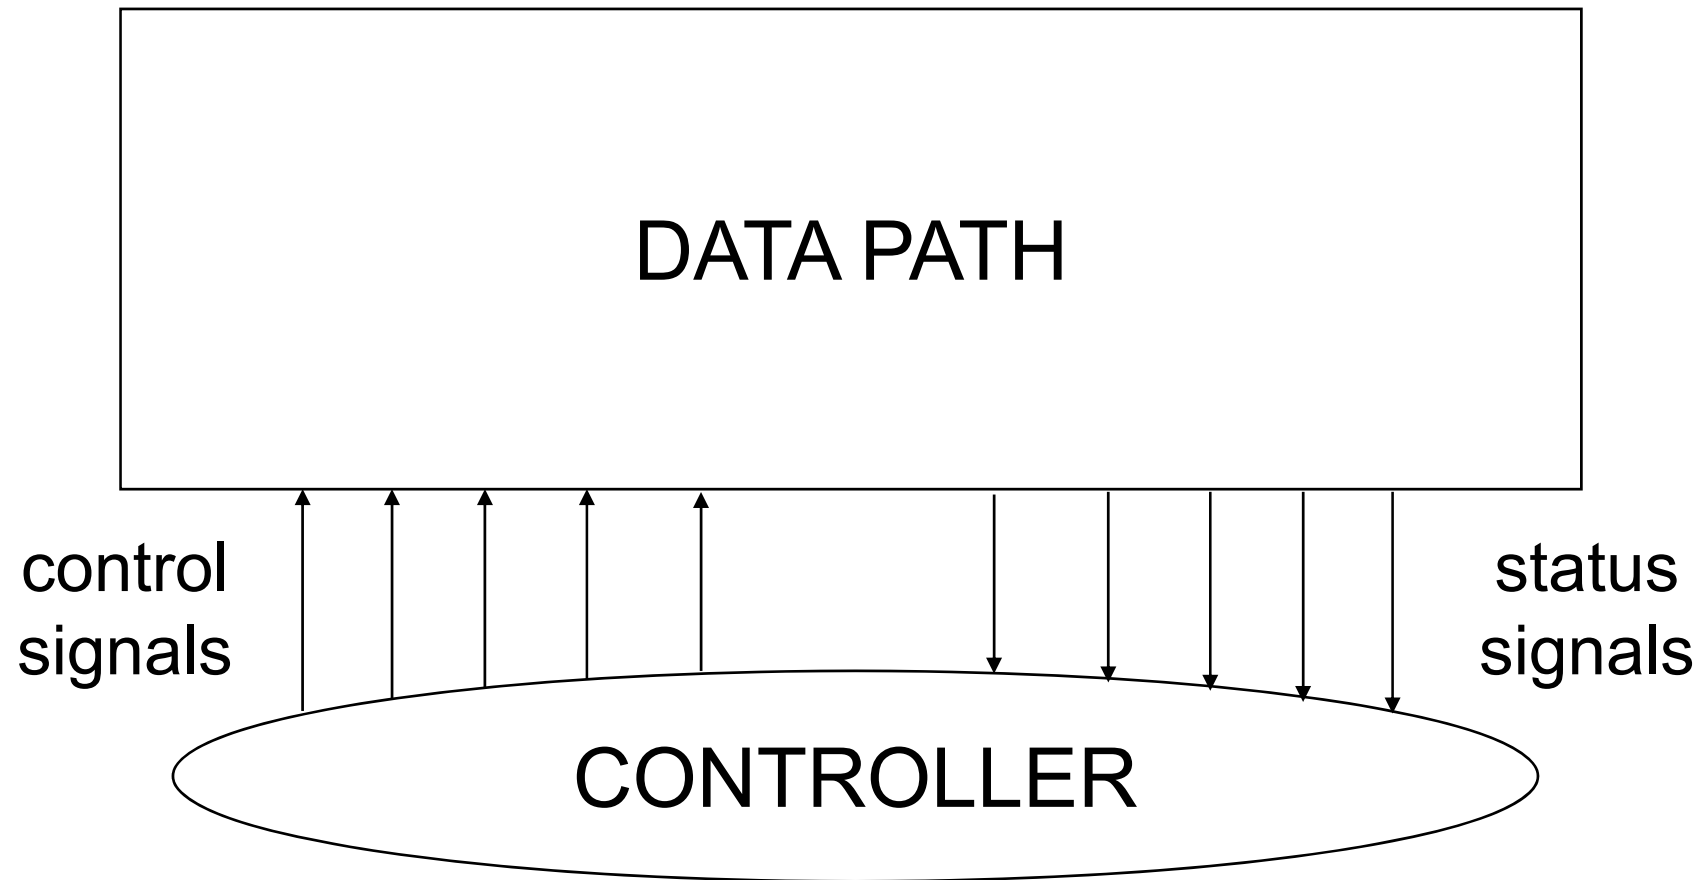 DATA PATH
control
signals
status
signals
CONTROLLER